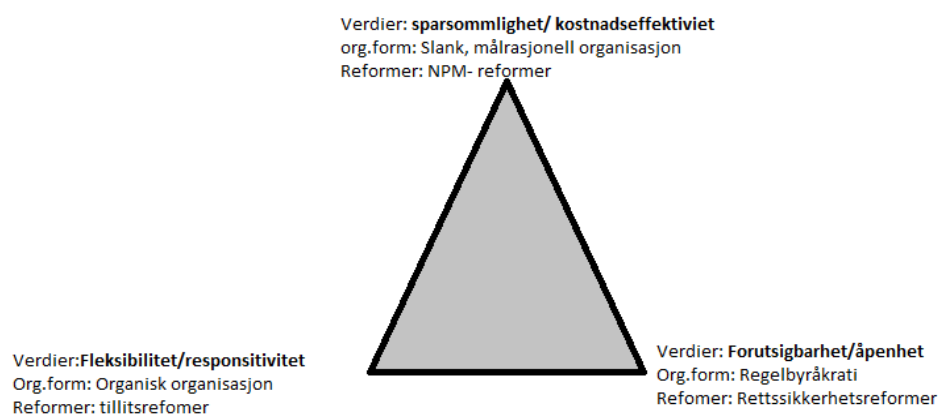 Verdier: sparsommlighet/ kostnadseffektiviet
org.form: Slank, målrasjonell organisasjon
Reformer: NPM- reformer
Verdier:Fleksibilitet/responsitivitet
Org.form: Organisk organisasjon
Reformer: tillitsrefomer
Verdier: Forutsigbarhet/åpenhet
Org.form: Regelbyråkrati
Refomer: Rettssikkerhetsreformer